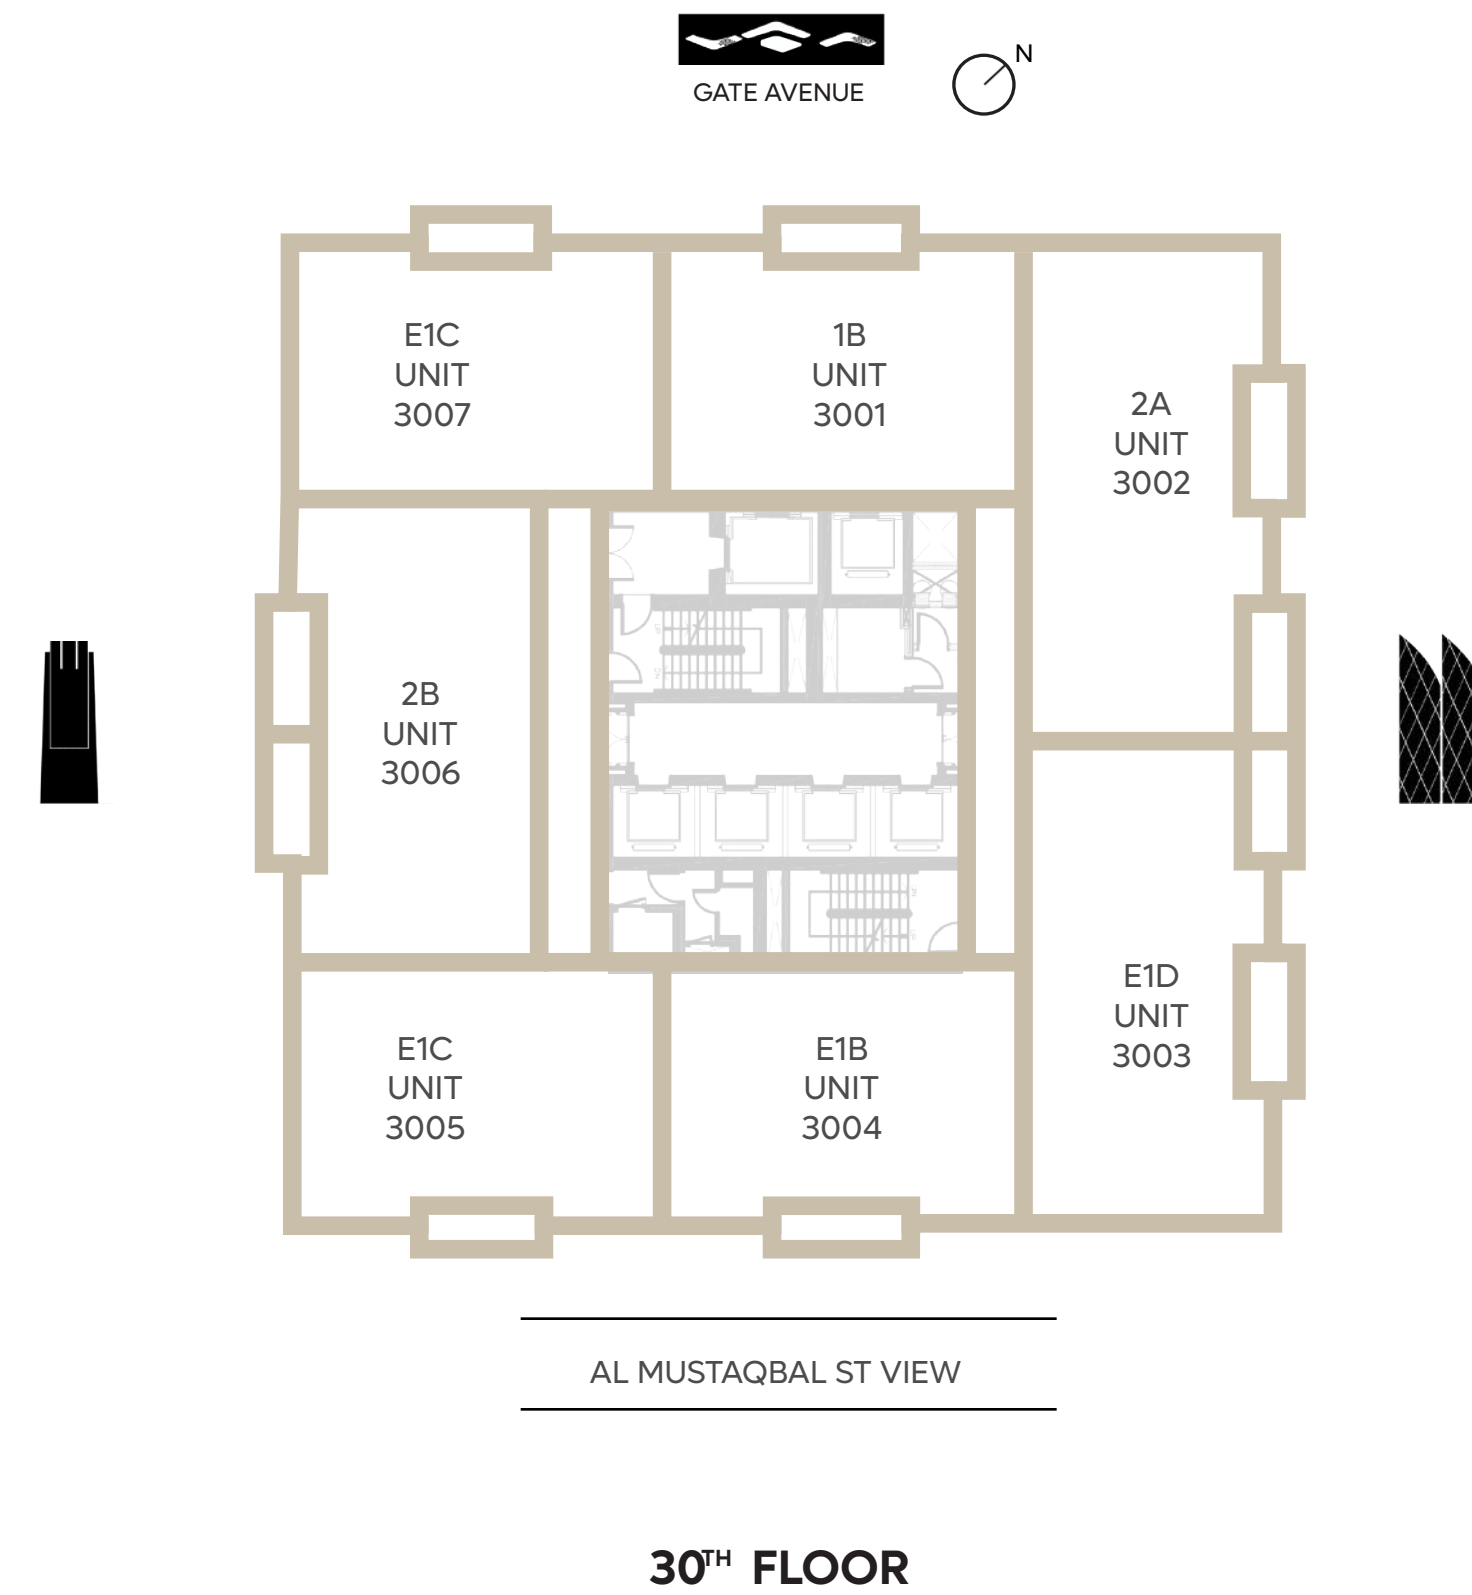 GATE AVENUE
N
E1C
UNIT
3007
1B
UNIT
3001
2A
UNIT
3002
2B
UNIT
3006
E1D
UNIT
3003
E1C
UNIT
3005
E1B
UNIT
3004
AL MUSTAQBAL ST VIEW
30TH FLOOR